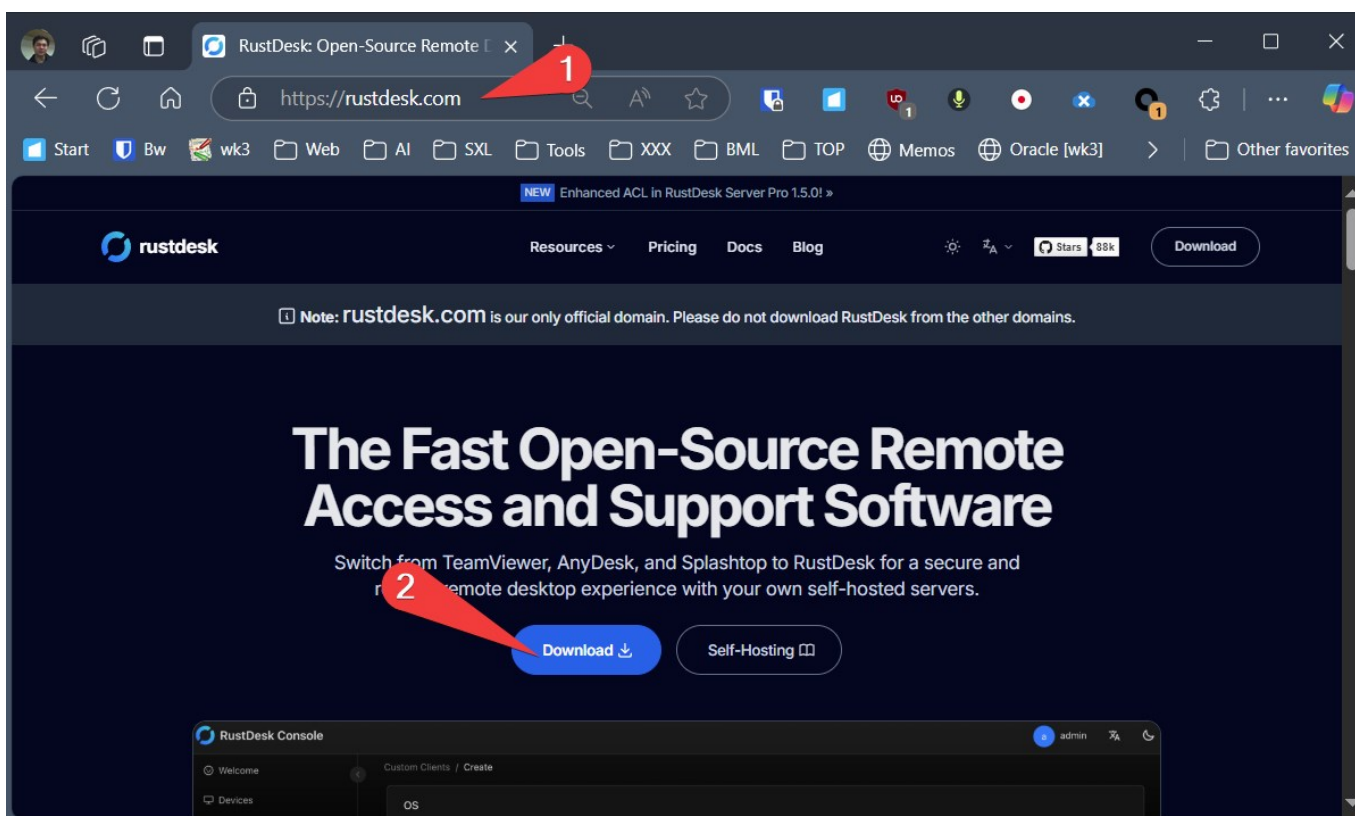 RustDesk: Open-Source Remote D
1
https://rustdesk.com
1
1
Start Bw wk3 Web AI SXL Tools XXX BML TOP Memos Oracle [wk3] Other favorites
NEW Enhanced ACL in RustDesk Server Pro 1.5.0! »
rustdesk Resources Pricing Docs Blog Stars 88k Download
Note: rustdesk.com is our only official domain. Please do not download RustDesk from the other domains.
The Fast Open-Source Remote
Access and Support Software
Switch from TeamViewer, AnyDesk, and Splashtop to RustDesk for a secure and
2 remote desktop experience with your own self-hosted servers.
Download Self-Hosting
RustDesk Console a admin
Welcome Custom Clients / Create
Devices OS